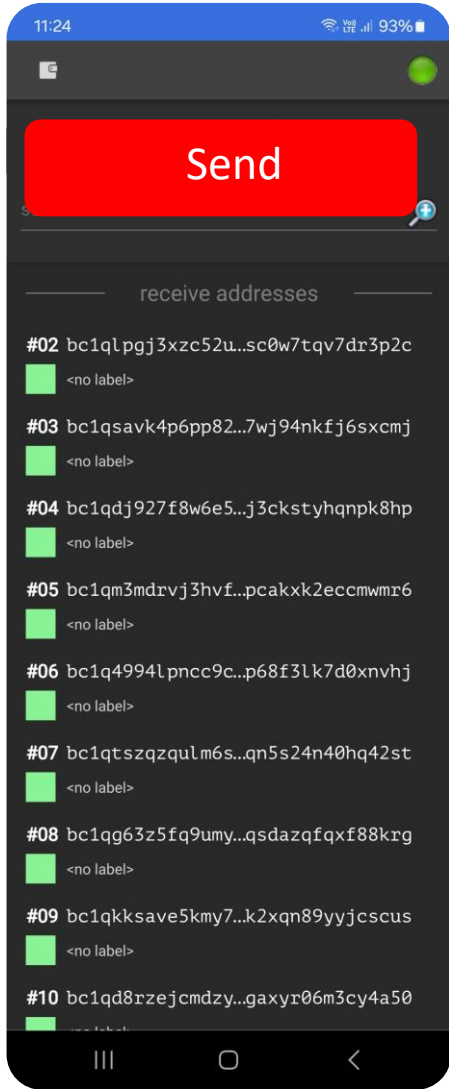 11:24
Vo)) LTE 93%
Send
receive addresses
#02 bc1qlpgj3xzc52u…sc0w7tqv7dr3p2c
<no label>
#03 bc1qsavk4p6pp82…7wj94nkfj6sxcmj
<no label>
#04 bc1qdj927f8w6e5…j3ckstyhqnpk8hp
<no label>
#05 bc1qm3mdrvj3hvf…pcakxk2eccmwmr6
<no label>
#06 bc1q4994lpncc9c…p68f3lk7d0xnvhj
<no label>
#07 bc1qtszqzqulm6s…qn5s24n40hq42st
<no label>
#08 bc1qg63z5fq9umy…qsdazqfqxf88krg
<no label>
#09 bc1qkksave5kmy7…k2xqn89yyjcscus
<no label>
#10 bc1qd8rzejcmdzy…gaxyr06m3cy4a50